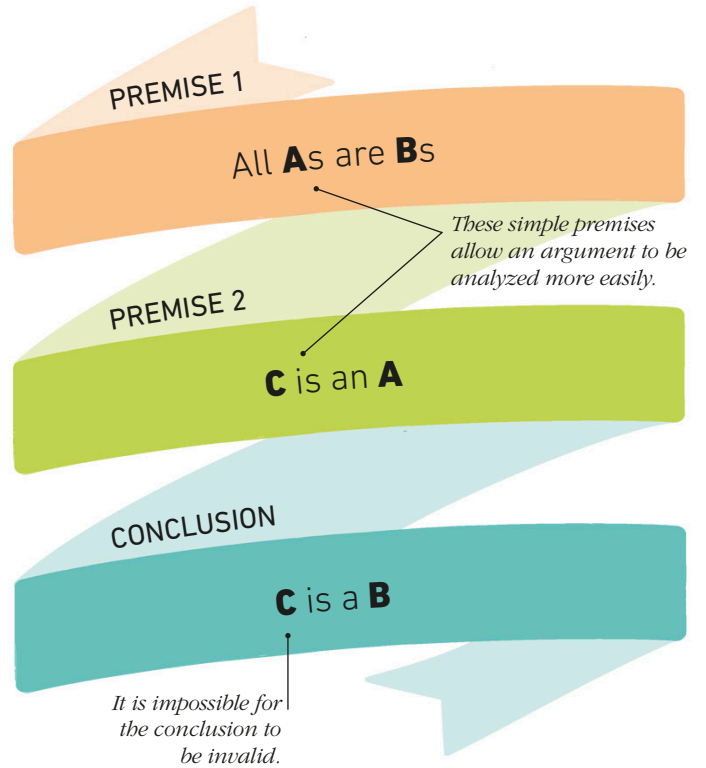 PREMISE 1
All As are Bs
These simple premises
allow an argument to be
analyzed more easily.
PREMISE 2
C is an A
CONCLUSION
C is a B
It is impossible for
the conclusion to
be invalid.